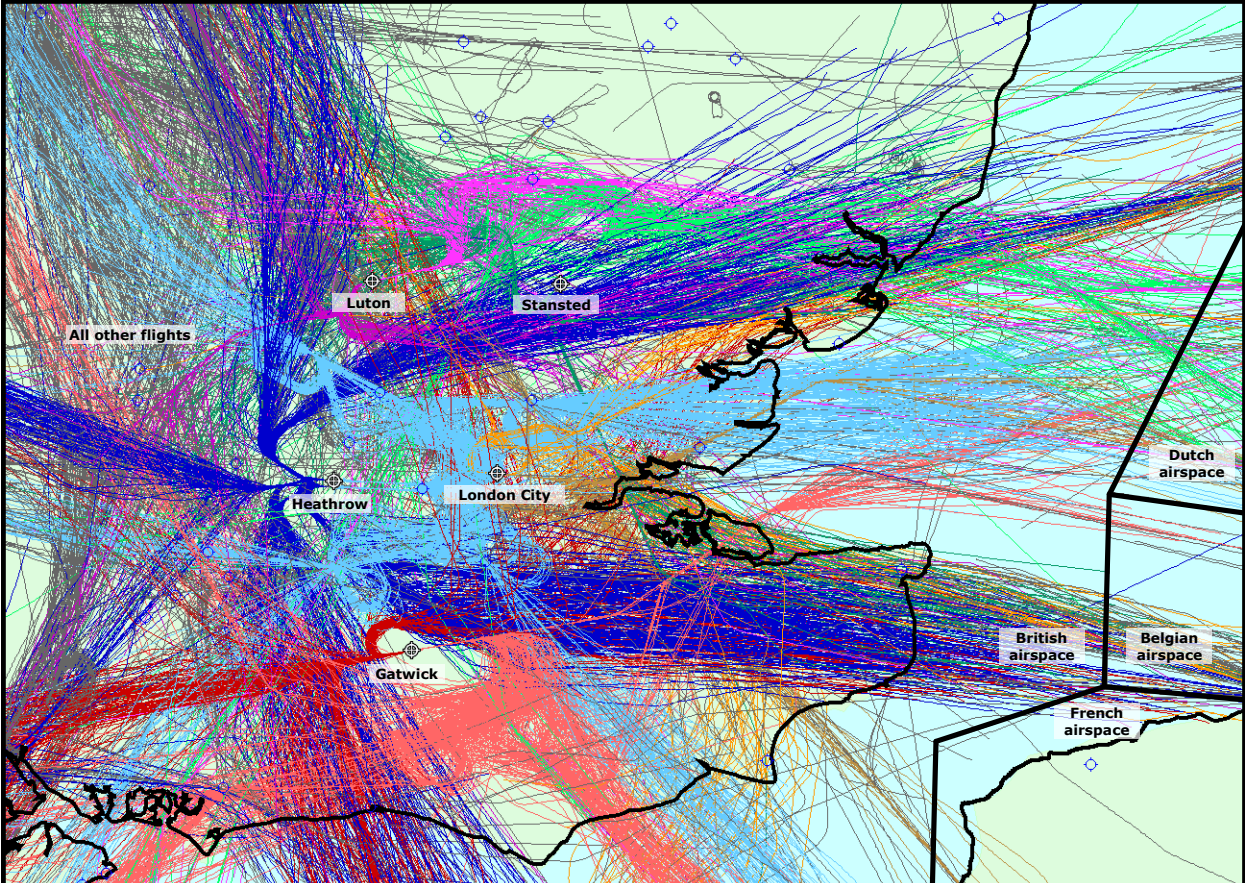 Luton
Stansted
All other flights
Dutch
airspace
Heathrow
London City
British
airspace
Belgian
airspace
Gatwick
French
airspace